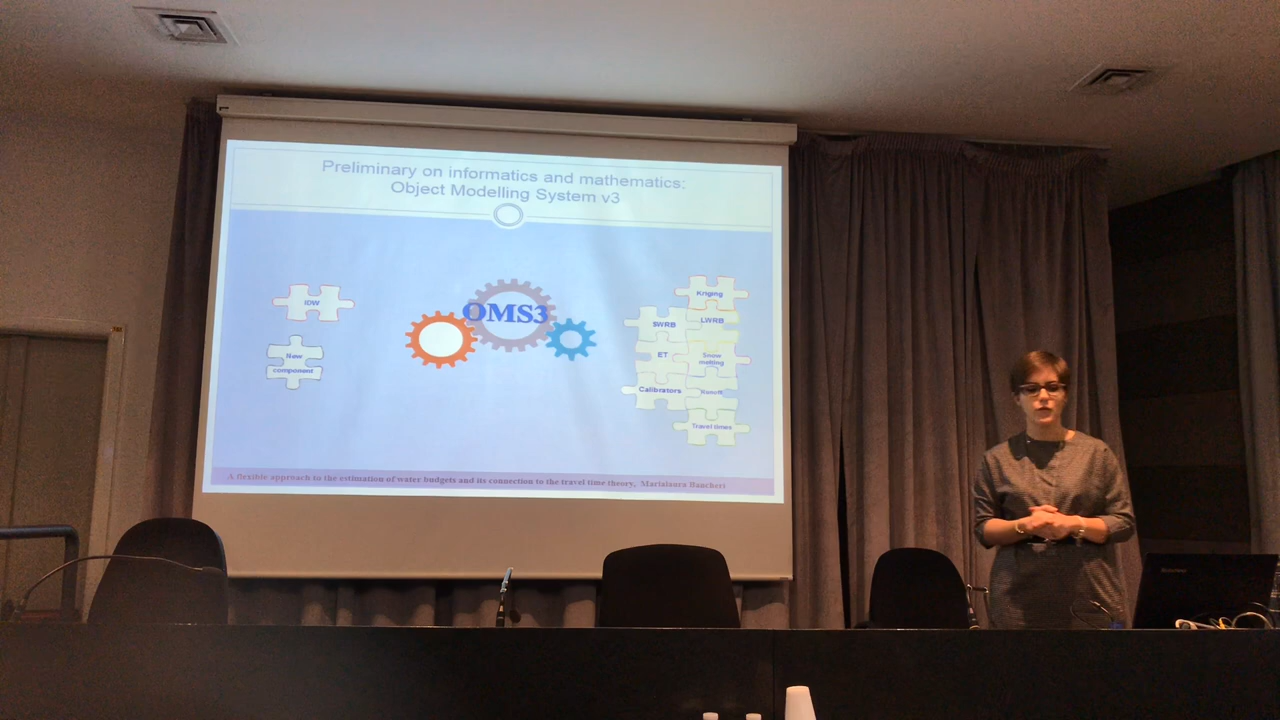 Preliminary on informatics and mathematics:
Object Modelling System v3
IDW
New
component
OMS3
Kriging
SWRB
LWRB
ET
Snow
melting
Calibrators
Runoff
Travel times
A flexible approach to the estimation of water budgets and its connection to the travel time theory, Marialaura Bancheri